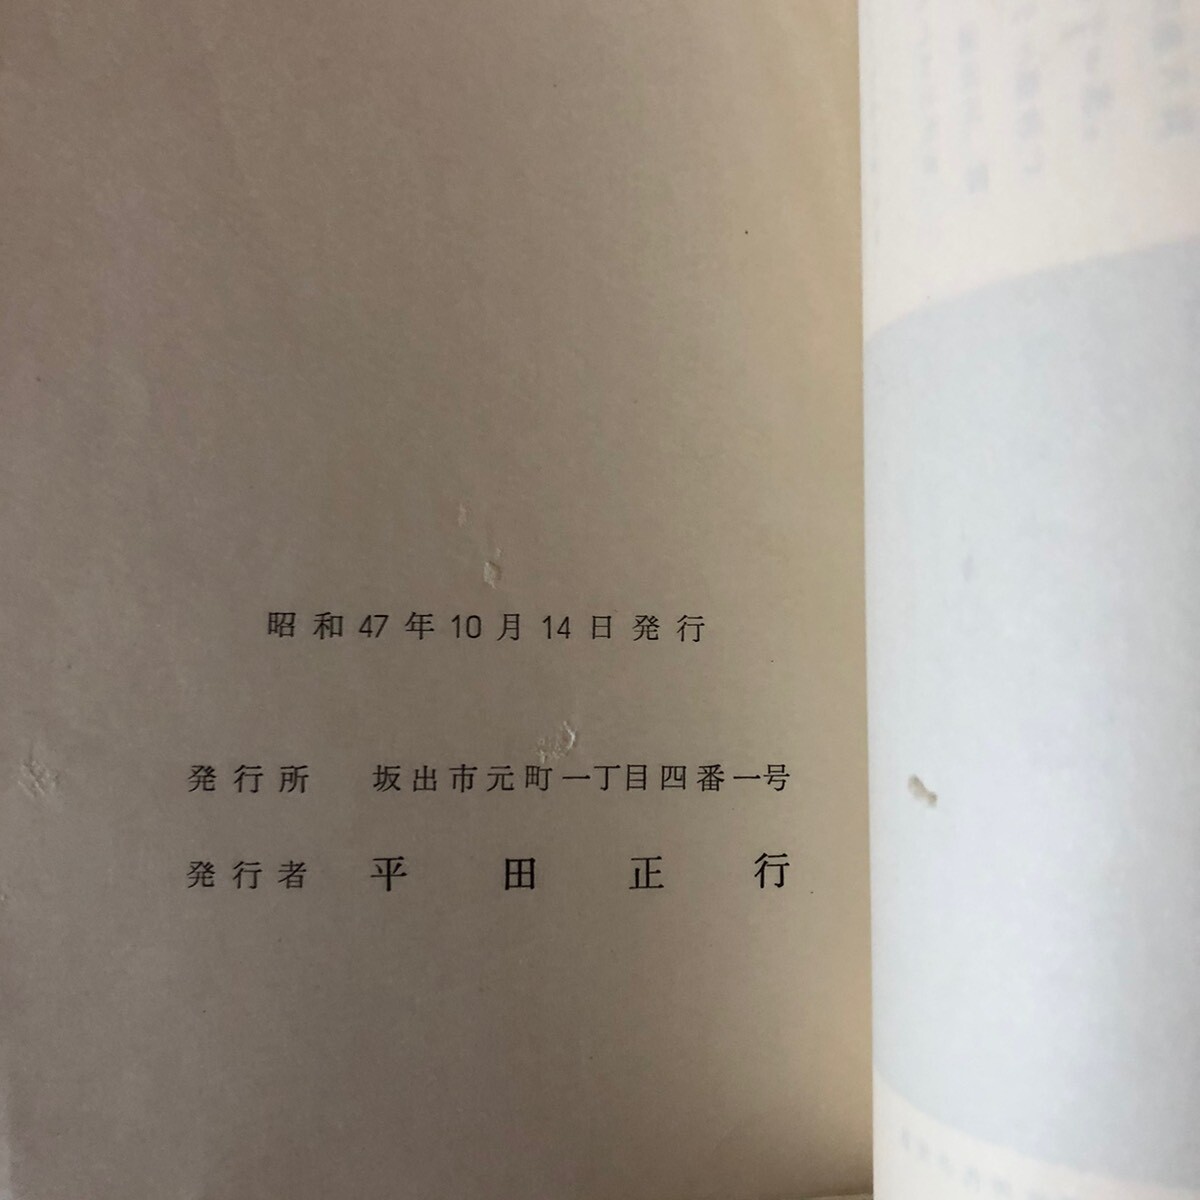 昭和47年10月14日発行
発行所 坂出市元町一丁目四番一号
発行者 平田正行